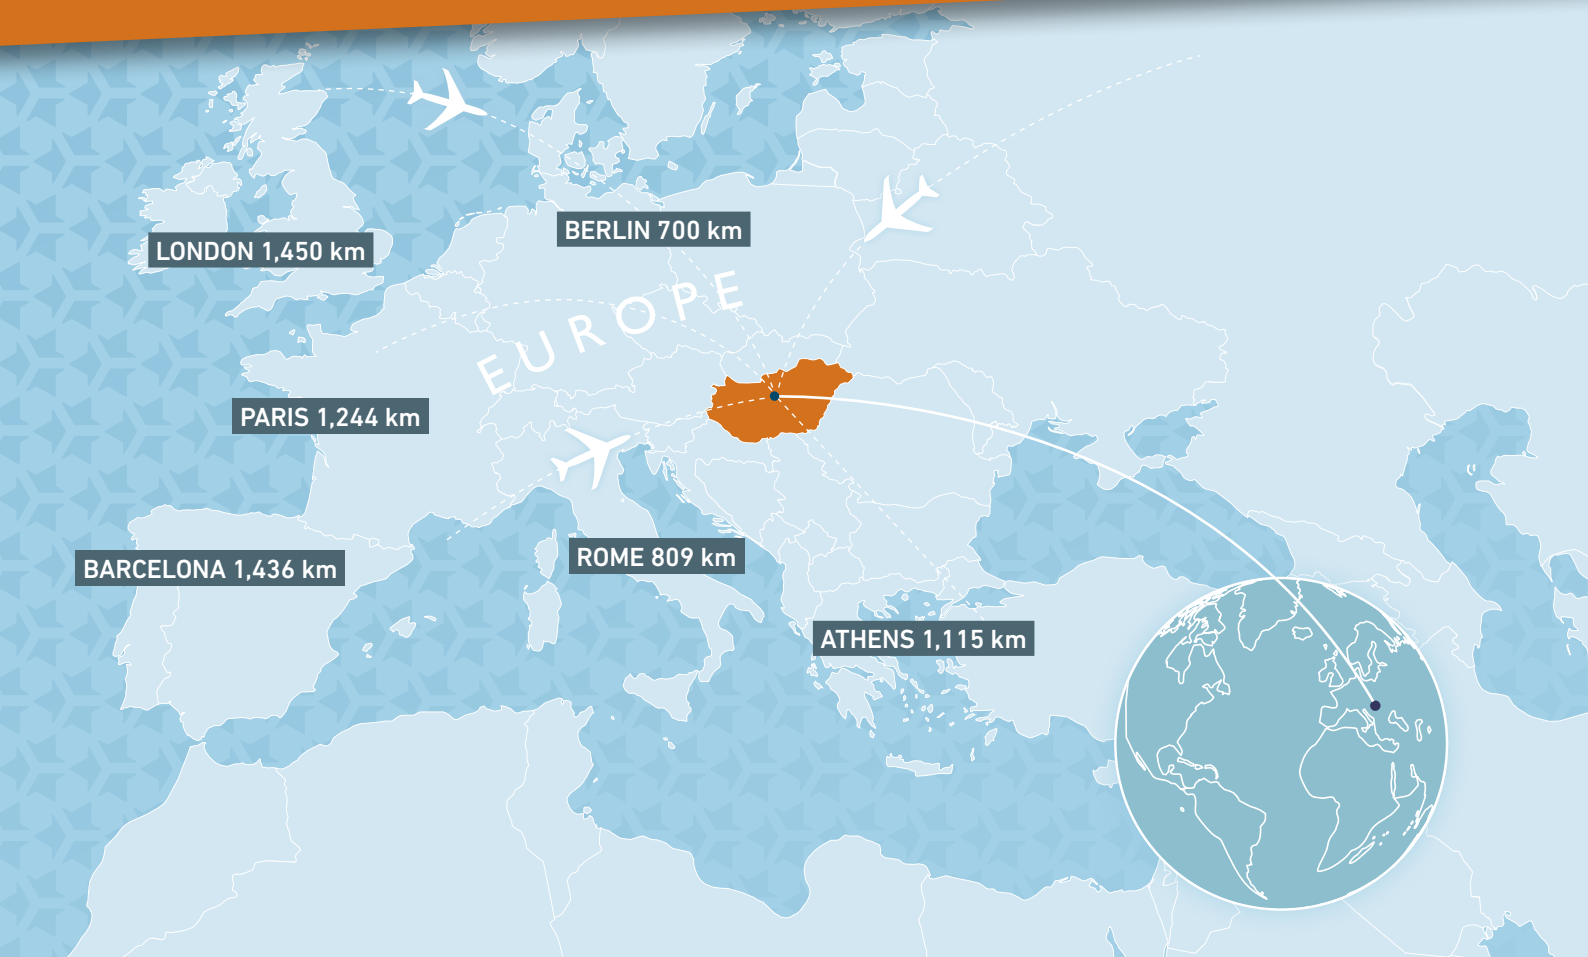 BERLIN 700 km
LONDON 1,450 km
EUROPE
PARIS 1,244 km
ROME 809 km
BARCELONA 1,436 km
ATHENS 1,115 km